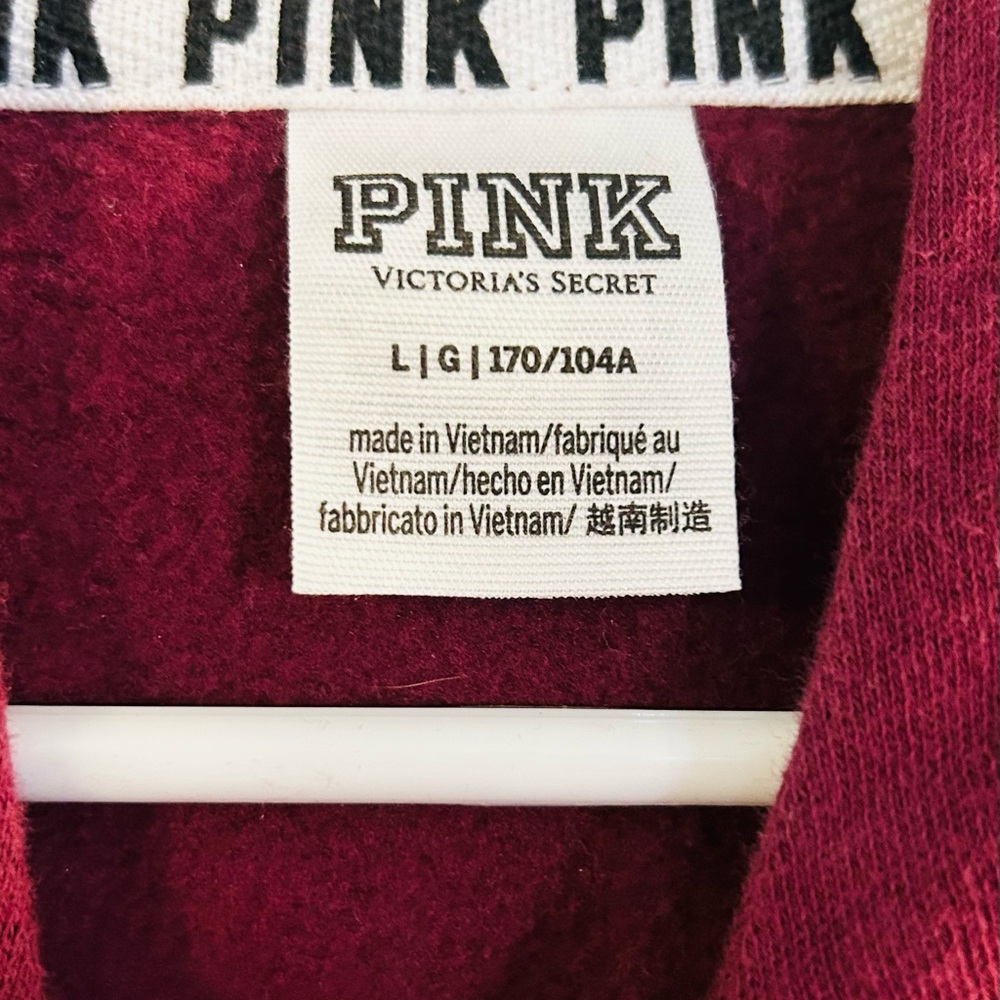 PINK PINK
PINK
VICTORIA'S SECRET
L | G | 170/104A
made in Vietnam/fabriqué au
Vietnam/hecho en Vietnam/
fabbricato in Vietnam/ 越南制造